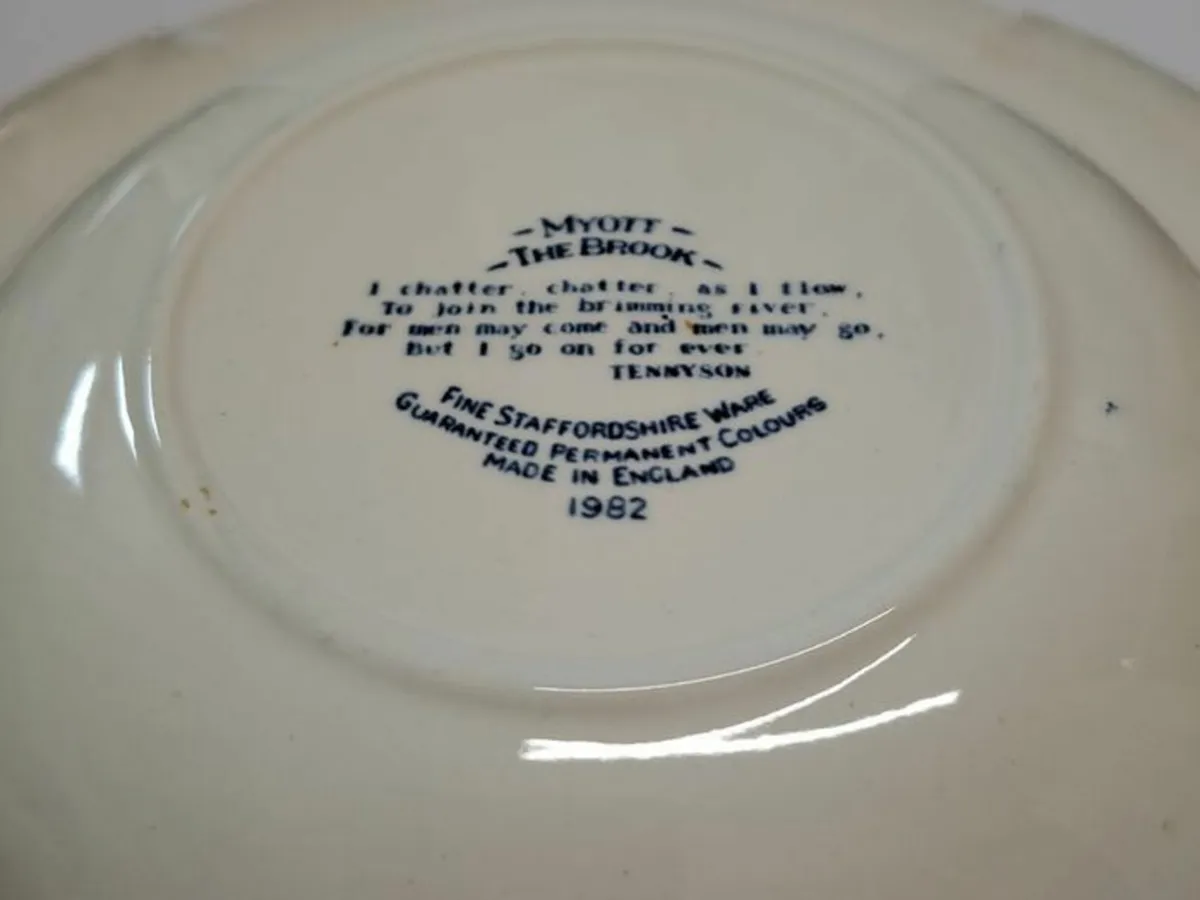 - MYOTT -
- THE BROOK -
I chatter, chatter, as I flow,
To join the brimming river,
For men may come and men may go,
But I go on for ever
TENNYSON
FINE STAFFORDSHIRE WARE
GUARANTEED PERMANENT COLOURS
MADE IN ENGLAND
1982